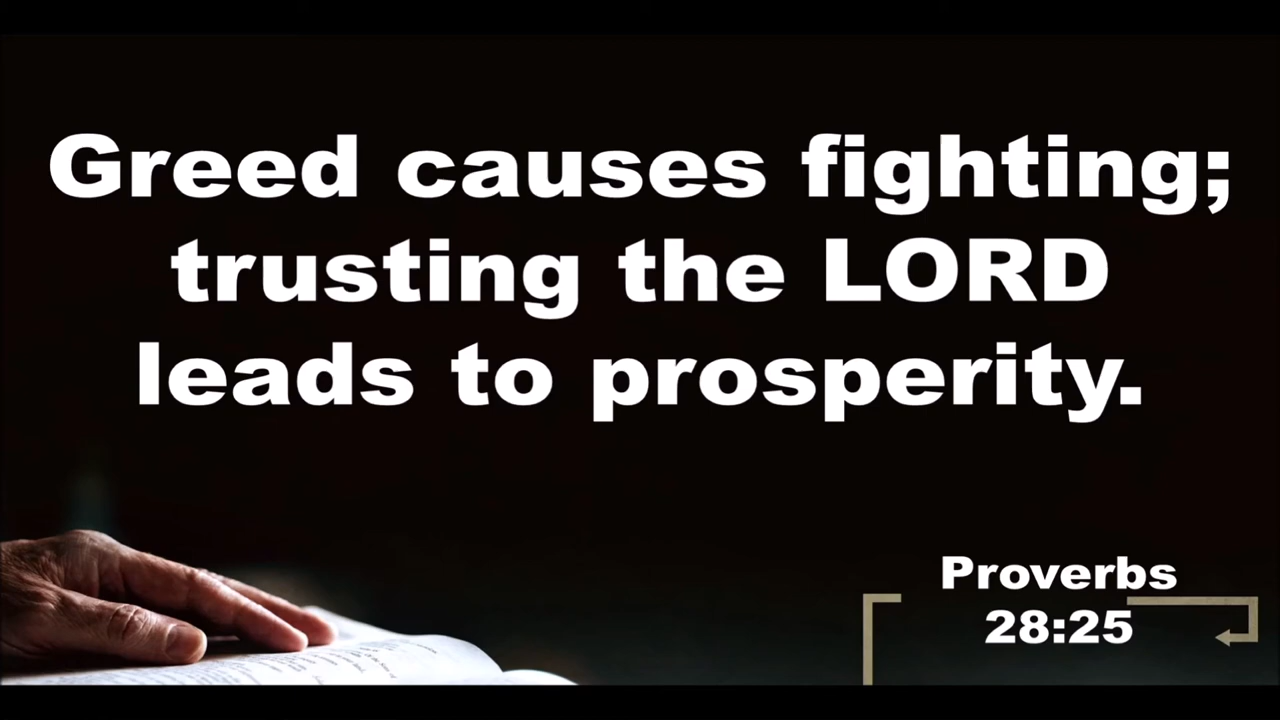 Greed causes fighting;
trusting the LORD
leads to prosperity.
Proverbs
28:25